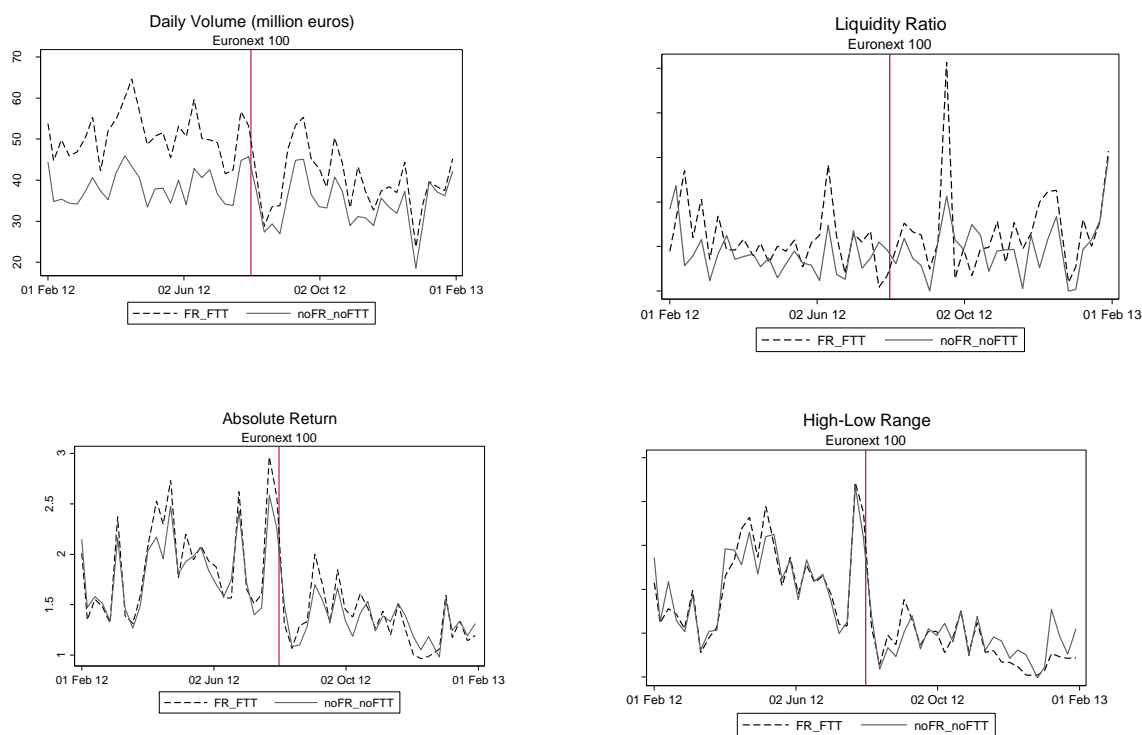 Daily Volume (million euros)
Euronext 100
70
60
50
40
30
20
01 Feb 12 02 Jun 12 02 Oct 12 01 Feb 13
FR_FTT noFR_noFTT
Liquidity Ratio
Euronext 100
01 Feb 12 02 Jun 12 02 Oct 12 01 Feb 13
FR_FTT noFR_noFTT
Absolute Return
Euronext 100
3
2.5
2
1.5
1
01 Feb 12 02 Jun 12 02 Oct 12 01 Feb 13
FR_FTT noFR_noFTT
High-Low Range
Euronext 100
01 Feb 12 02 Jun 12 02 Oct 12 01 Feb 13
FR_FTT noFR_noFTT